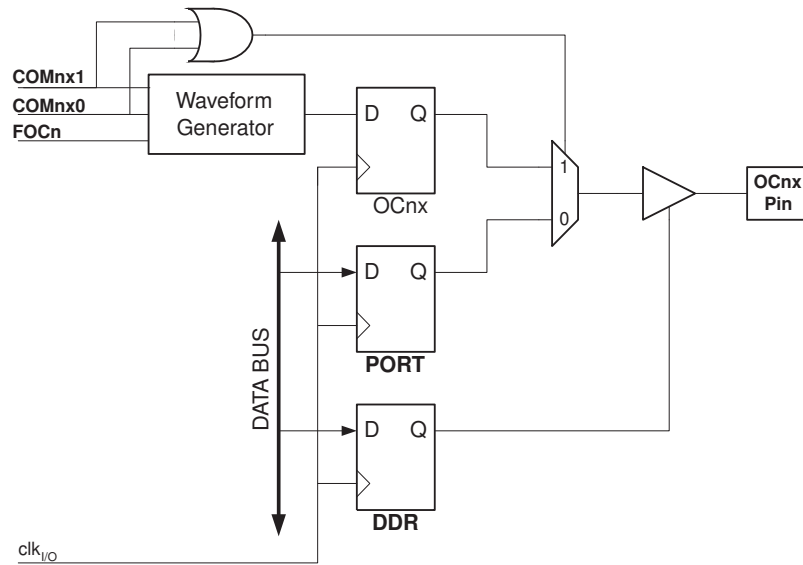 COMnx1
COMnx0
FOCn
Waveform
Generator
D Q
OCnx
1
0
OCnx
Pin
D Q
PORT
DATA BUS
D Q
DDR
clkI/O